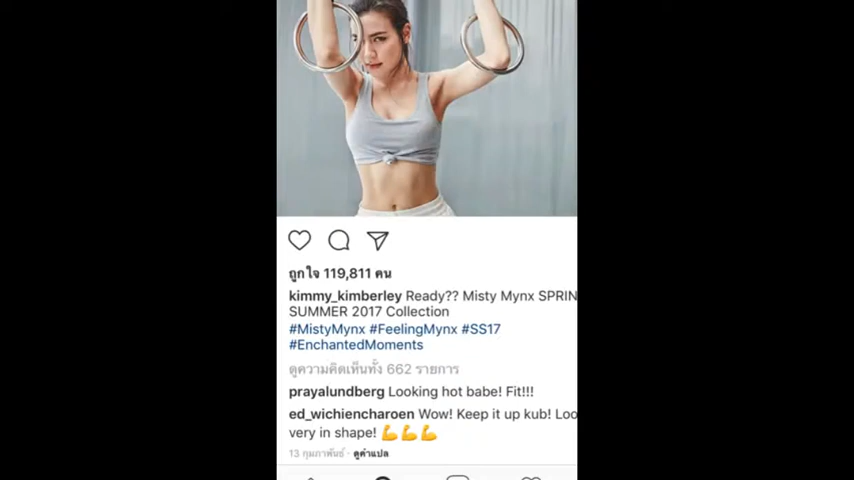 ถูกใจ 119,811 คน
kimmy_kimberley Ready?? Misty Mynx SPRIN
SUMMER 2017 Collection
#MistyMynx #FeelingMynx #SS17
#EnchantedMoments
ดูความคิดเห็นทั้ง 662 รายการ
prayalundberg Looking hot babe! Fit!!!
ed_wichiencharoen Wow! Keep it up kub! Loo
very in shape! 💪💪💪
13 กุมภาพันธ์ · ดูคำแปล